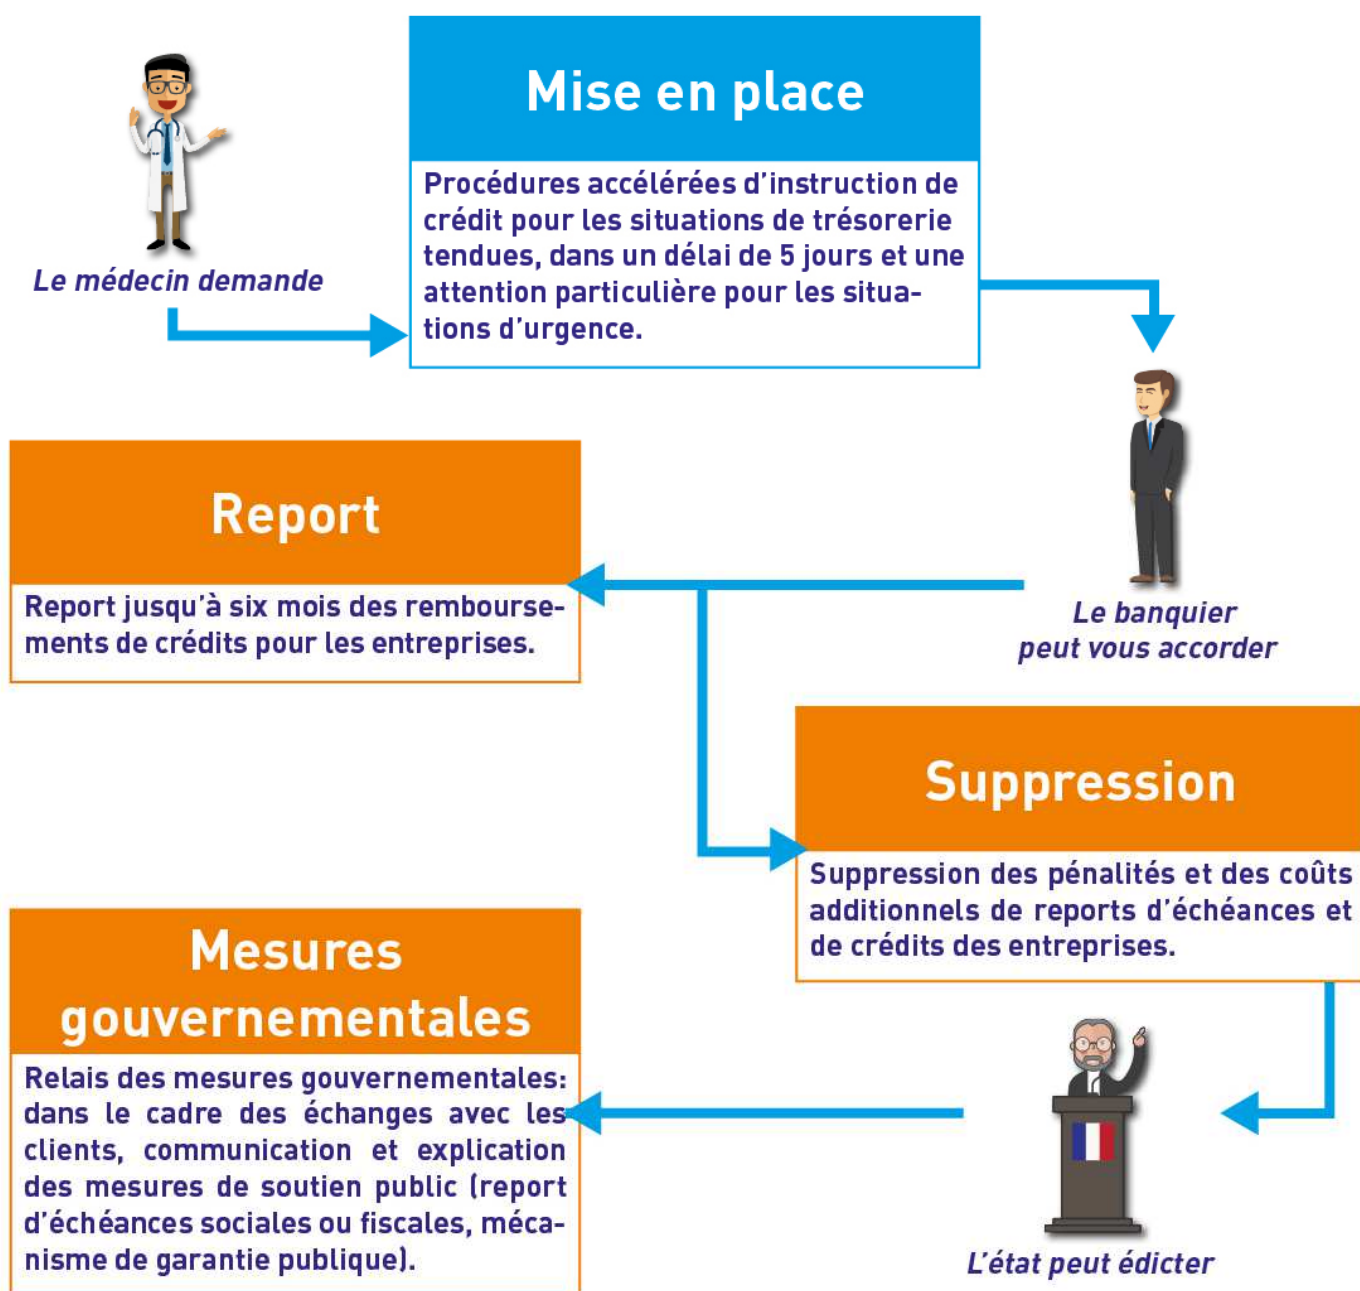 Mise en place
Procédures accélérées d'instruction de
crédit pour les situations de trésorerie
tendues, dans un délai de 5 jours et une
attention particulière pour les situa-
tions d'urgence.
Le médecin demande
Le banquier
peut vous accorder
Report
Report jusqu'à six mois des rembourse-
ments de crédits pour les entreprises.
Suppression
Suppression des pénalités et des coûts
additionnels de reports d'échéances et
de crédits des entreprises.
Mesures
gouvernementales
Relais des mesures gouvernementales:
dans le cadre des échanges avec les
clients, communication et explication
des mesures de soutien public (report
d'échéances sociales ou fiscales, méca-
nisme de garantie publique).
L'état peut édicter